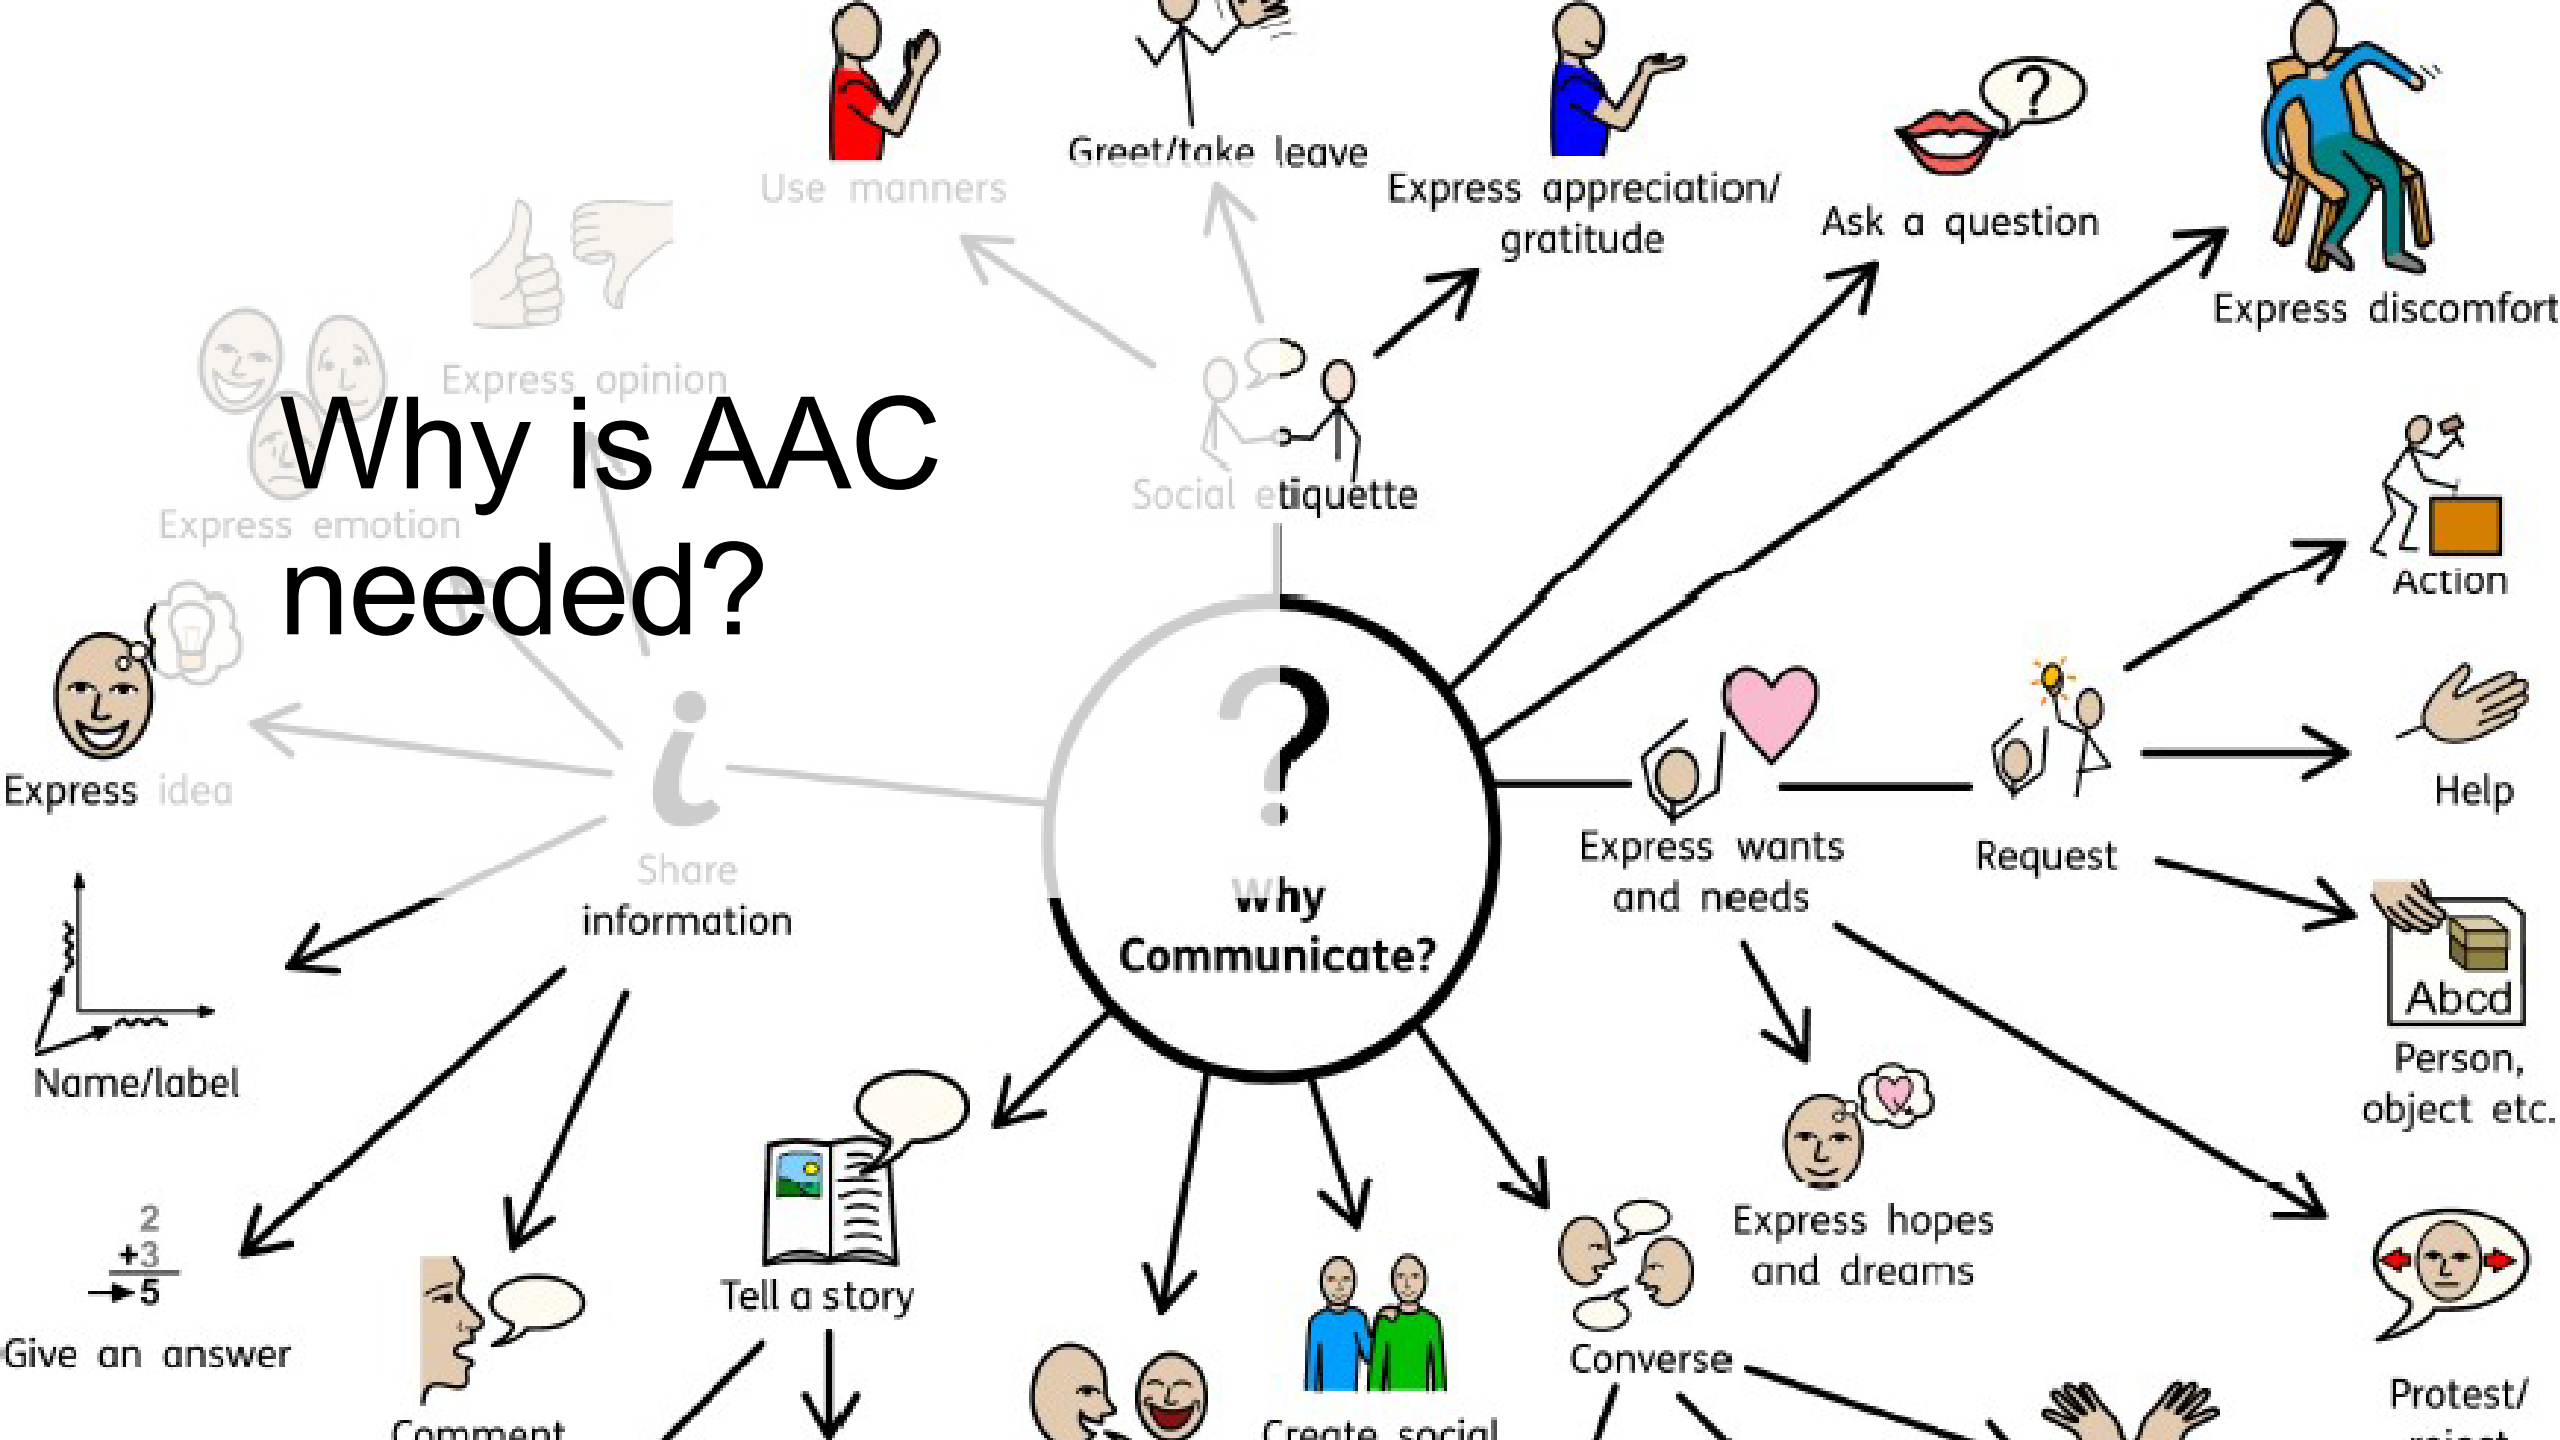 Why is AAC
needed?
Use manners
Greet/take leave
Express appreciation/
gratitude
?
Ask a question
Express discomfort
Express opinion
Express emotion
Social etiquette
Express idea
i
Share
information
?
Why
Communicate?
Express wants
and needs
Request
Action
Help
Abcd
Person,
object etc.
Name/label
2
+3
5
Give an answer
Comment
Tell a story
Create social
Converse
Express hopes
and dreams
Protest/
reject